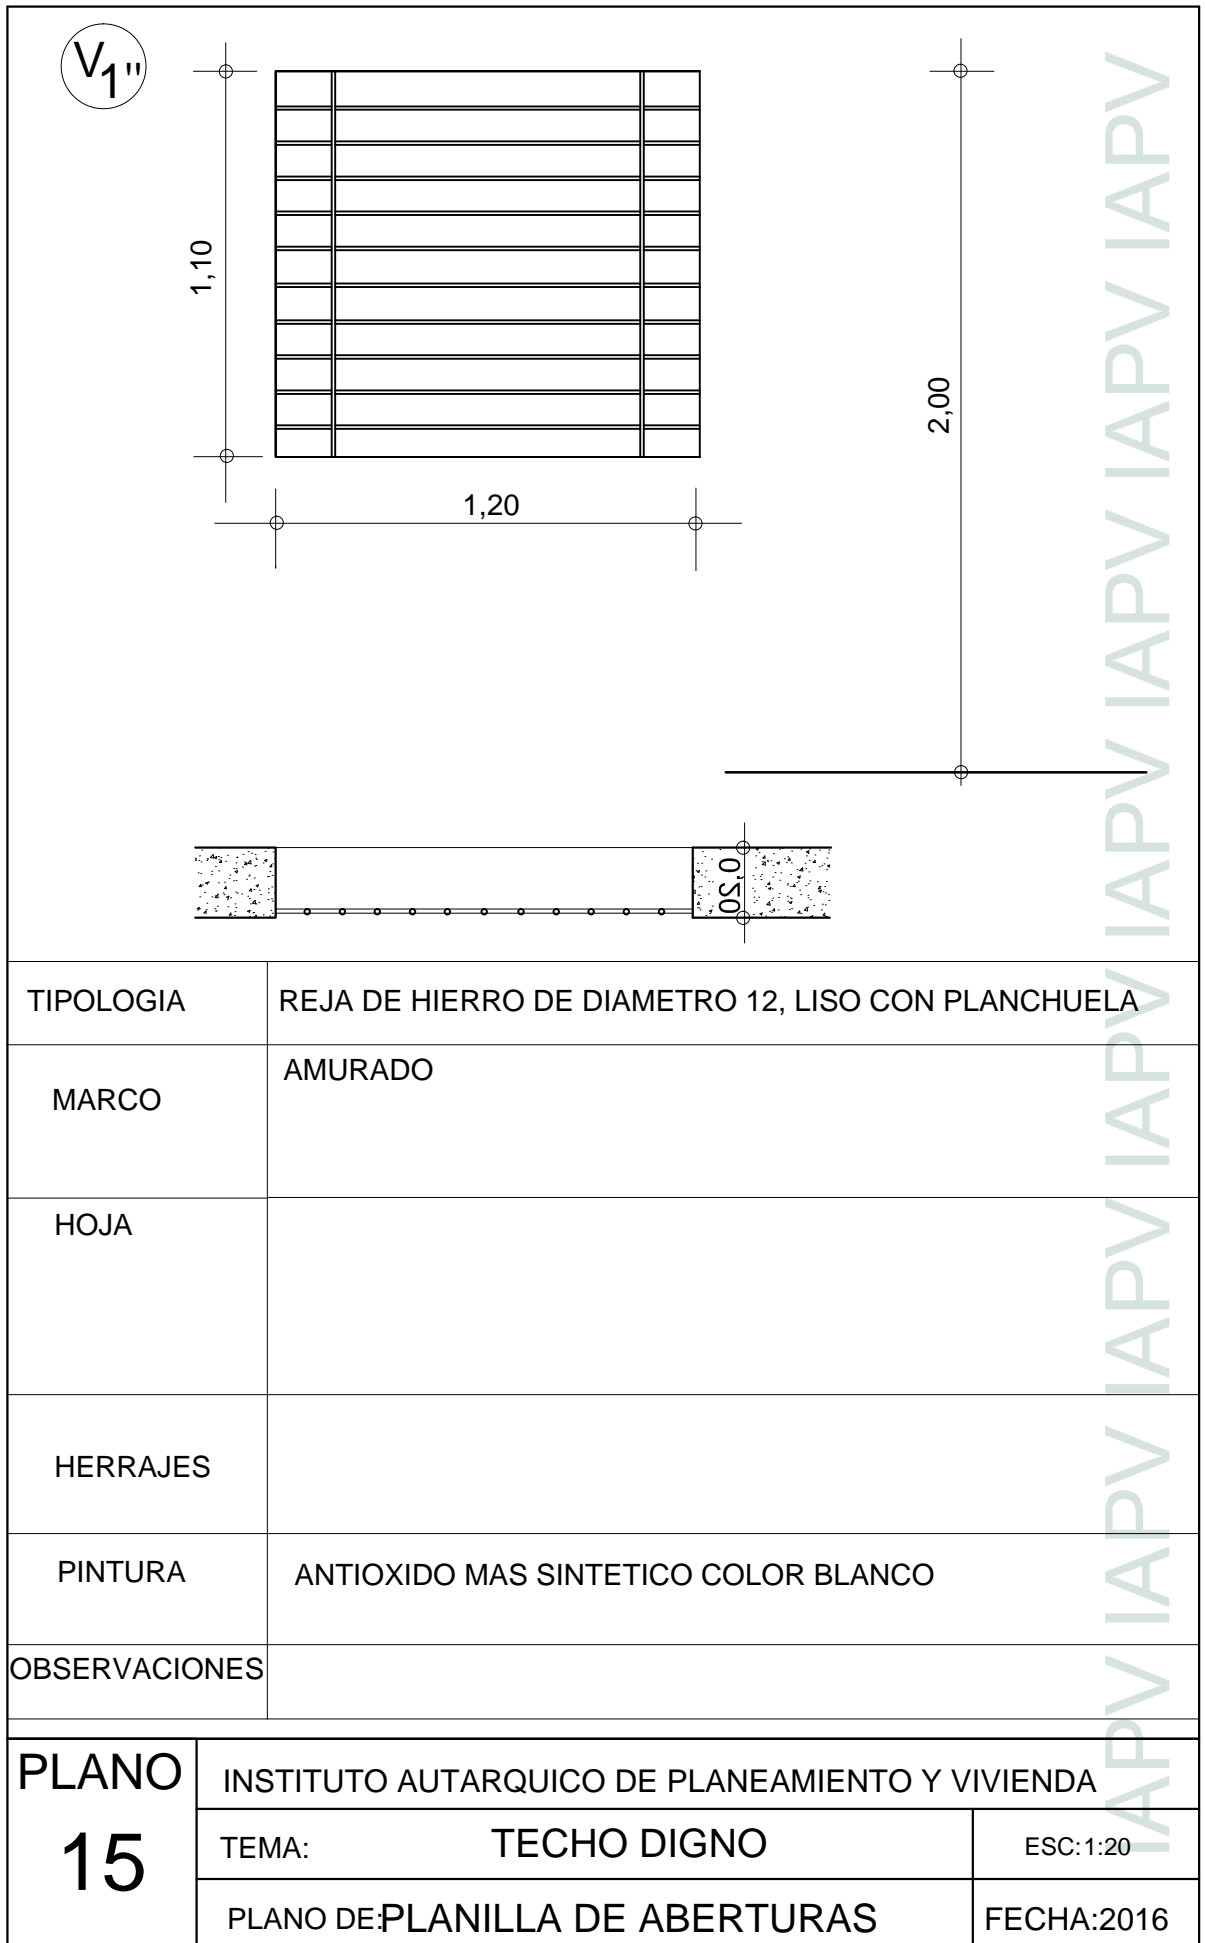 V1"
1,10
1,20
2,00
0,20
TIPOLOGIA REJA DE HIERRO DE DIAMETRO 12, LISO CON PLANCHUELA
MARCO AMURADO
HOJA
HERRAJES
PINTURA ANTIOXIDO MAS SINTETICO COLOR BLANCO
OBSERVACIONES
PLANO
15
INSTITUTO AUTARQUICO DE PLANEAMIENTO Y VIVIENDA
TEMA: TECHO DIGNO ESC:1:20
PLANO DE:PLANILLA DE ABERTURAS FECHA:2016
IAPV IAPV IAPV IAPV IAPV IAPV IAPV IAPV